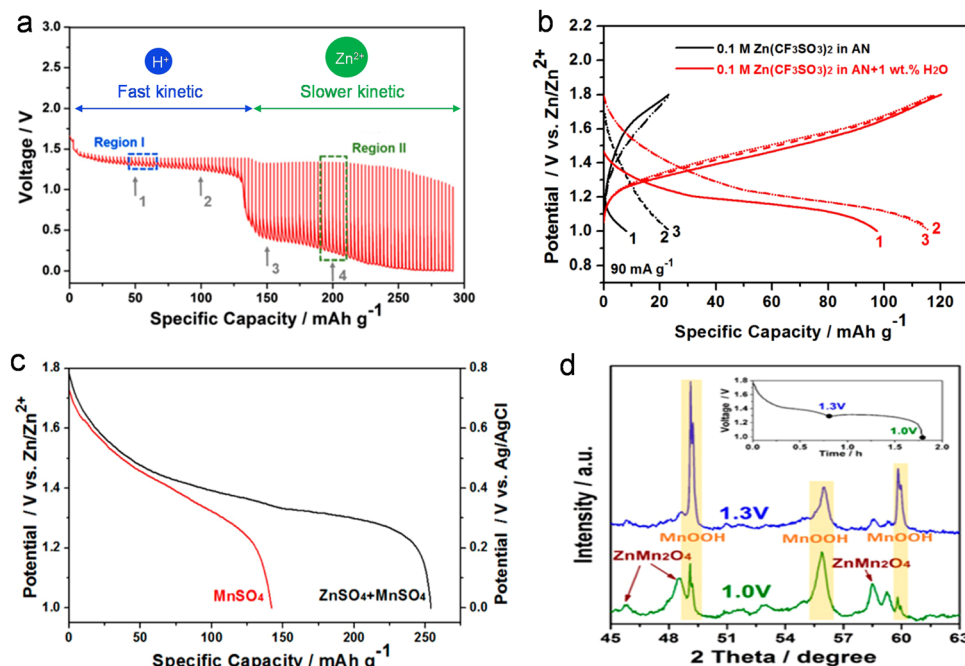 a
3.0
2.5
2.0
1.5
1.0
0.5
0.0
Voltage / V
H⁺
Zn²⁺
Fast kinetic
Slower kinetic
Region I
Region II
1
2
3
4
0 50 100 150 200 250 300
Specific Capacity / mAh g⁻¹
b
2.0
1.8
1.6
1.4
1.2
1.0
0.8
Potential / V vs. Zn/Zn²⁺
0.1 M Zn(CF₃SO₃)₂ in AN
0.1 M Zn(CF₃SO₃)2 in AN+1 wt.% H₂O
1
2
3
1
2
3
90 mA g⁻¹
0 20 40 60 80 100 120
Specific Capacity / mAh g⁻¹
c
1.8
1.6
1.4
1.2
1.0
Potential / V vs. Zn/Zn²⁺
0.8
0.6
0.4
0.2
0.0
Potential / V vs. Ag/AgCl
MnSO₄
ZnSO₄+MnSO₄
0 50 100 150 200 250
Specific Capacity / mAh g⁻¹
d
Intensity / a.u.
1.8
1.6
1.4
1.2
1.0
Voltage / V
1.3V
1.0V
0.0 0.5 1.0 1.5 2.0
Time / h
1.3V
MnOOH
MnOOH
MnOOH
ZnMn₂O₄
ZnMn₂O₄
1.0V
45 48 51 54 57 60 63
2 Theta / degree